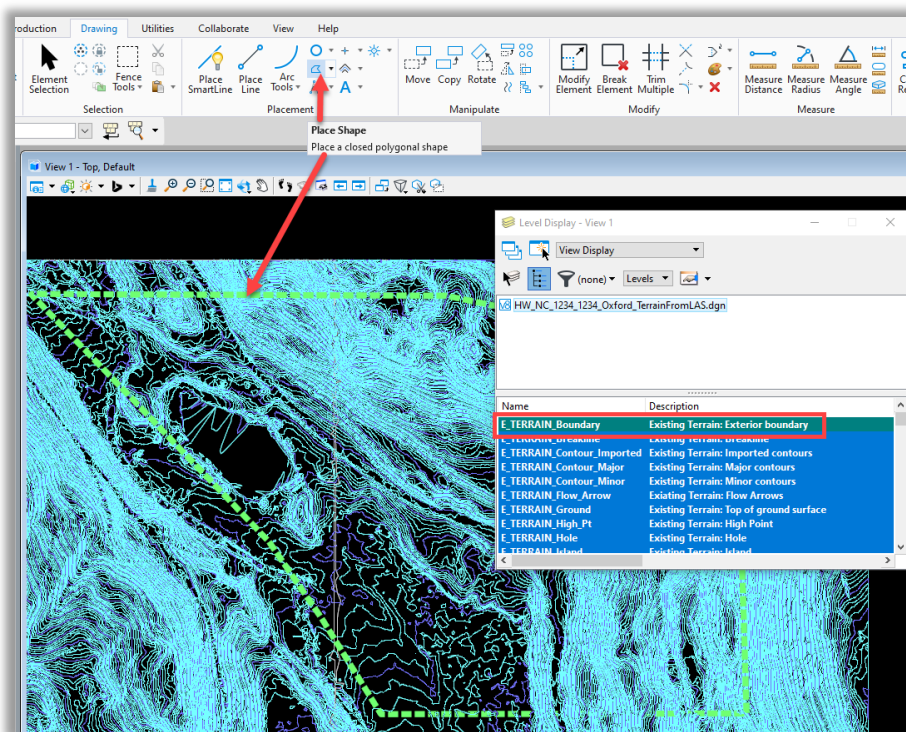 roduction Drawing Utilities Collaborate View Help
Element Selection
Fence Tools
Selection
Place SmartLine
Place Line
Arc Tools
Placement
Move Copy Rotate
Manipulate
Modify Element
Break Element
Trim Multiple
Modify
Measure Distance
Measure Radius
Measure Angle
Measure
Place Shape
Place a closed polygonal shape
View 1 - Top, Default
Level Display - View 1
View Display
(none) Levels
HW_NC_1234_1234_Oxford_TerrainFromLAS.dgn
Name Description
E_TERRAIN_Boundary Existing Terrain: Exterior boundary
E_TERRAIN_Breakline Existing Terrain: Breakline
E_TERRAIN_Contour_Imported Existing Terrain: Imported contours
E_TERRAIN_Contour_Major Existing Terrain: Major contours
E_TERRAIN_Contour_Minor Existing Terrain: Minor contours
E_TERRAIN_Flow_Arrow Exiating Terrain: Flow Arrows
E_TERRAIN_Ground Existing Terrain: Top of ground surface
E_TERRAIN_High_Pt Existing Terrain: High Point
E_TERRAIN_Hole Existing Terrain: Hole
E_TERRAIN_Island Existing Terrain: Island